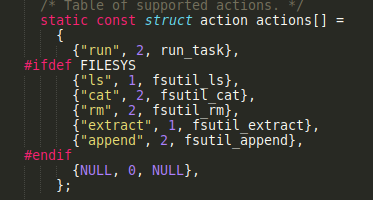 /* Table of supported actions. */
static const struct action actions[] =
{
{"run", 2, run_task},
#ifdef FILESYS
{"ls", 1, fsutil_ls},
{"cat", 2, fsutil_cat},
{"rm", 2, fsutil_rm},
{"extract", 1, fsutil_extract},
{"append", 2, fsutil_append},
#endif
{NULL, 0, NULL},
};